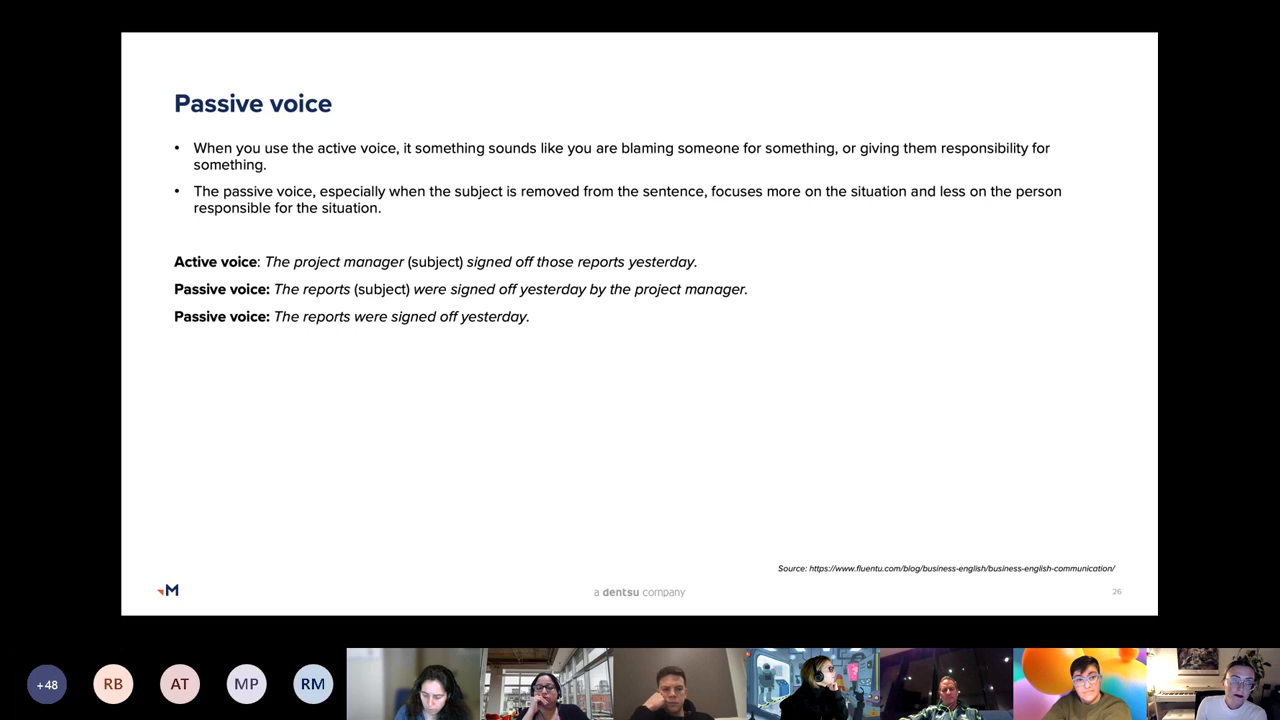 Passive voice
• When you use the active voice, it something sounds like you are blaming someone for something, or giving them responsibility for
something.
• The passive voice, especially when the subject is removed from the sentence, focuses more on the situation and less on the person
responsible for the situation.
Active voice: The project manager (subject) signed off those reports yesterday.
Passive voice: The reports (subject) were signed off yesterday by the project manager.
Passive voice: The reports were signed off yesterday.
Source: https://www.fluentu.com/blog/business-english/business-english-communication/
M
a dentsu company
26
+48 RB AT MP RM